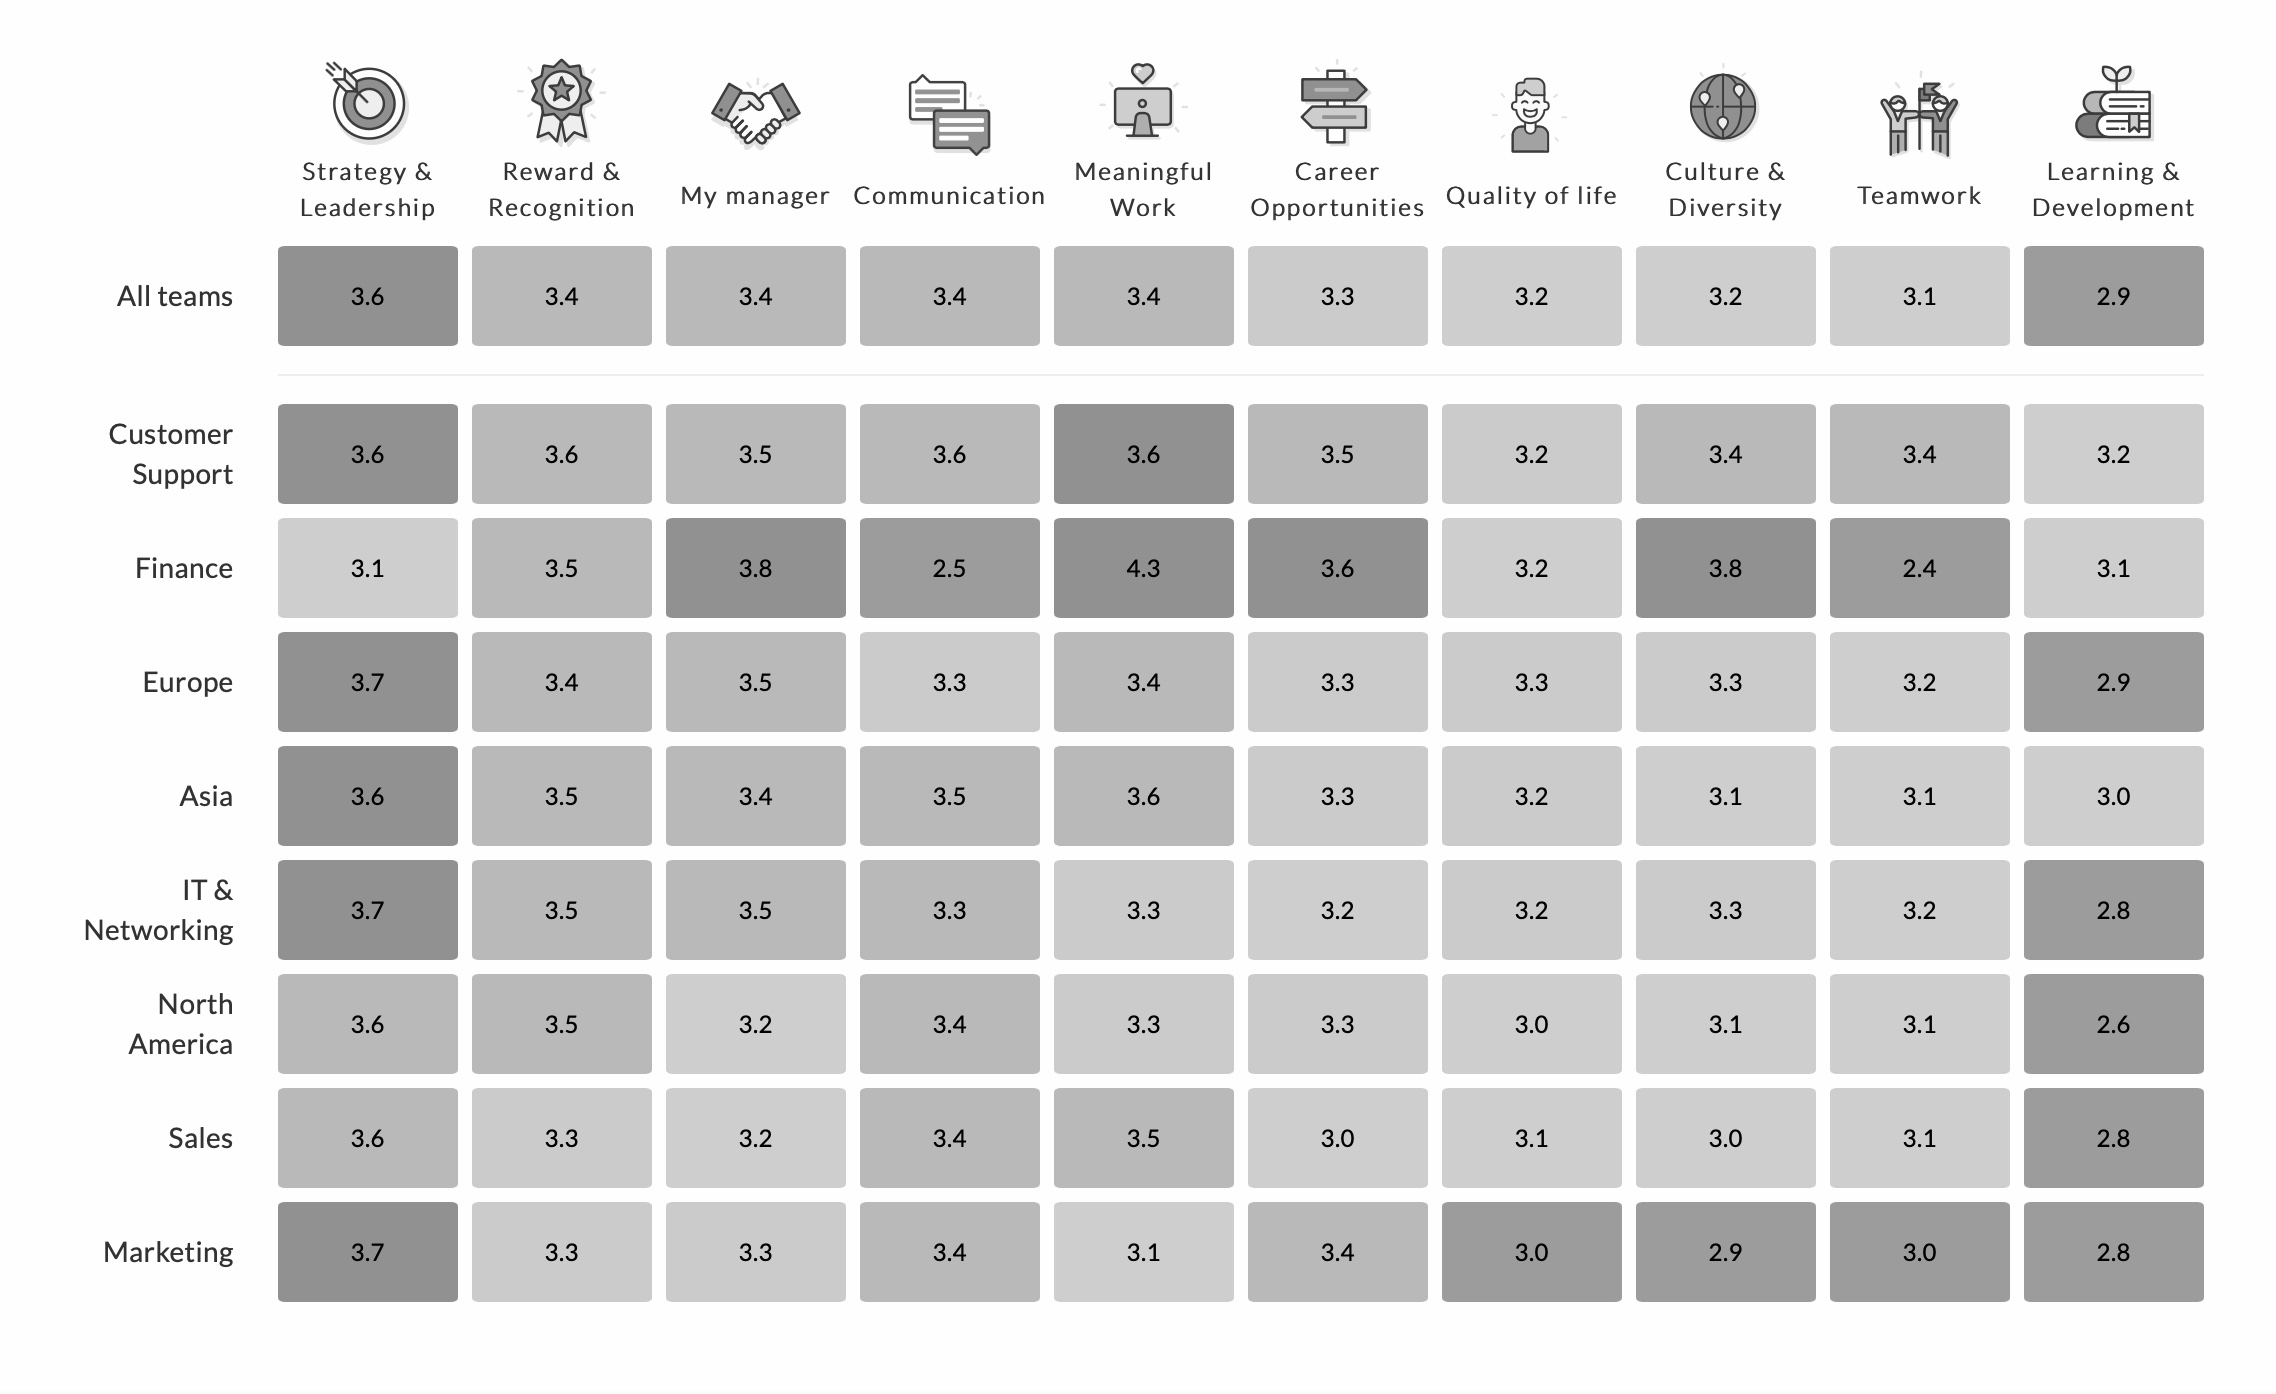 Strategy &
Leadership
Reward &
Recognition
My manager
Communication
Meaningful
Work
Career
Opportunities
Quality of life
Culture &
Diversity
Teamwork
Learning &
Development
All teams 3.6 3.4 3.4 3.4 3.4 3.3 3.2 3.2 3.1 2.9
Customer
Support
3.6 3.6 3.5 3.6 3.6 3.5 3.2 3.4 3.4 3.2
Finance 3.1 3.5 3.8 2.5 4.3 3.6 3.2 3.8 2.4 3.1
Europe 3.7 3.4 3.5 3.3 3.4 3.3 3.3 3.3 3.2 2.9
Asia 3.6 3.5 3.4 3.5 3.6 3.3 3.2 3.1 3.1 3.0
IT &
Networking
3.7 3.5 3.5 3.3 3.3 3.2 3.2 3.3 3.2 2.8
North
America
3.6 3.5 3.2 3.4 3.3 3.3 3.0 3.1 3.1 2.6
Sales 3.6 3.3 3.2 3.4 3.5 3.0 3.1 3.0 3.1 2.8
Marketing 3.7 3.3 3.3 3.4 3.1 3.4 3.0 2.9 3.0 2.8